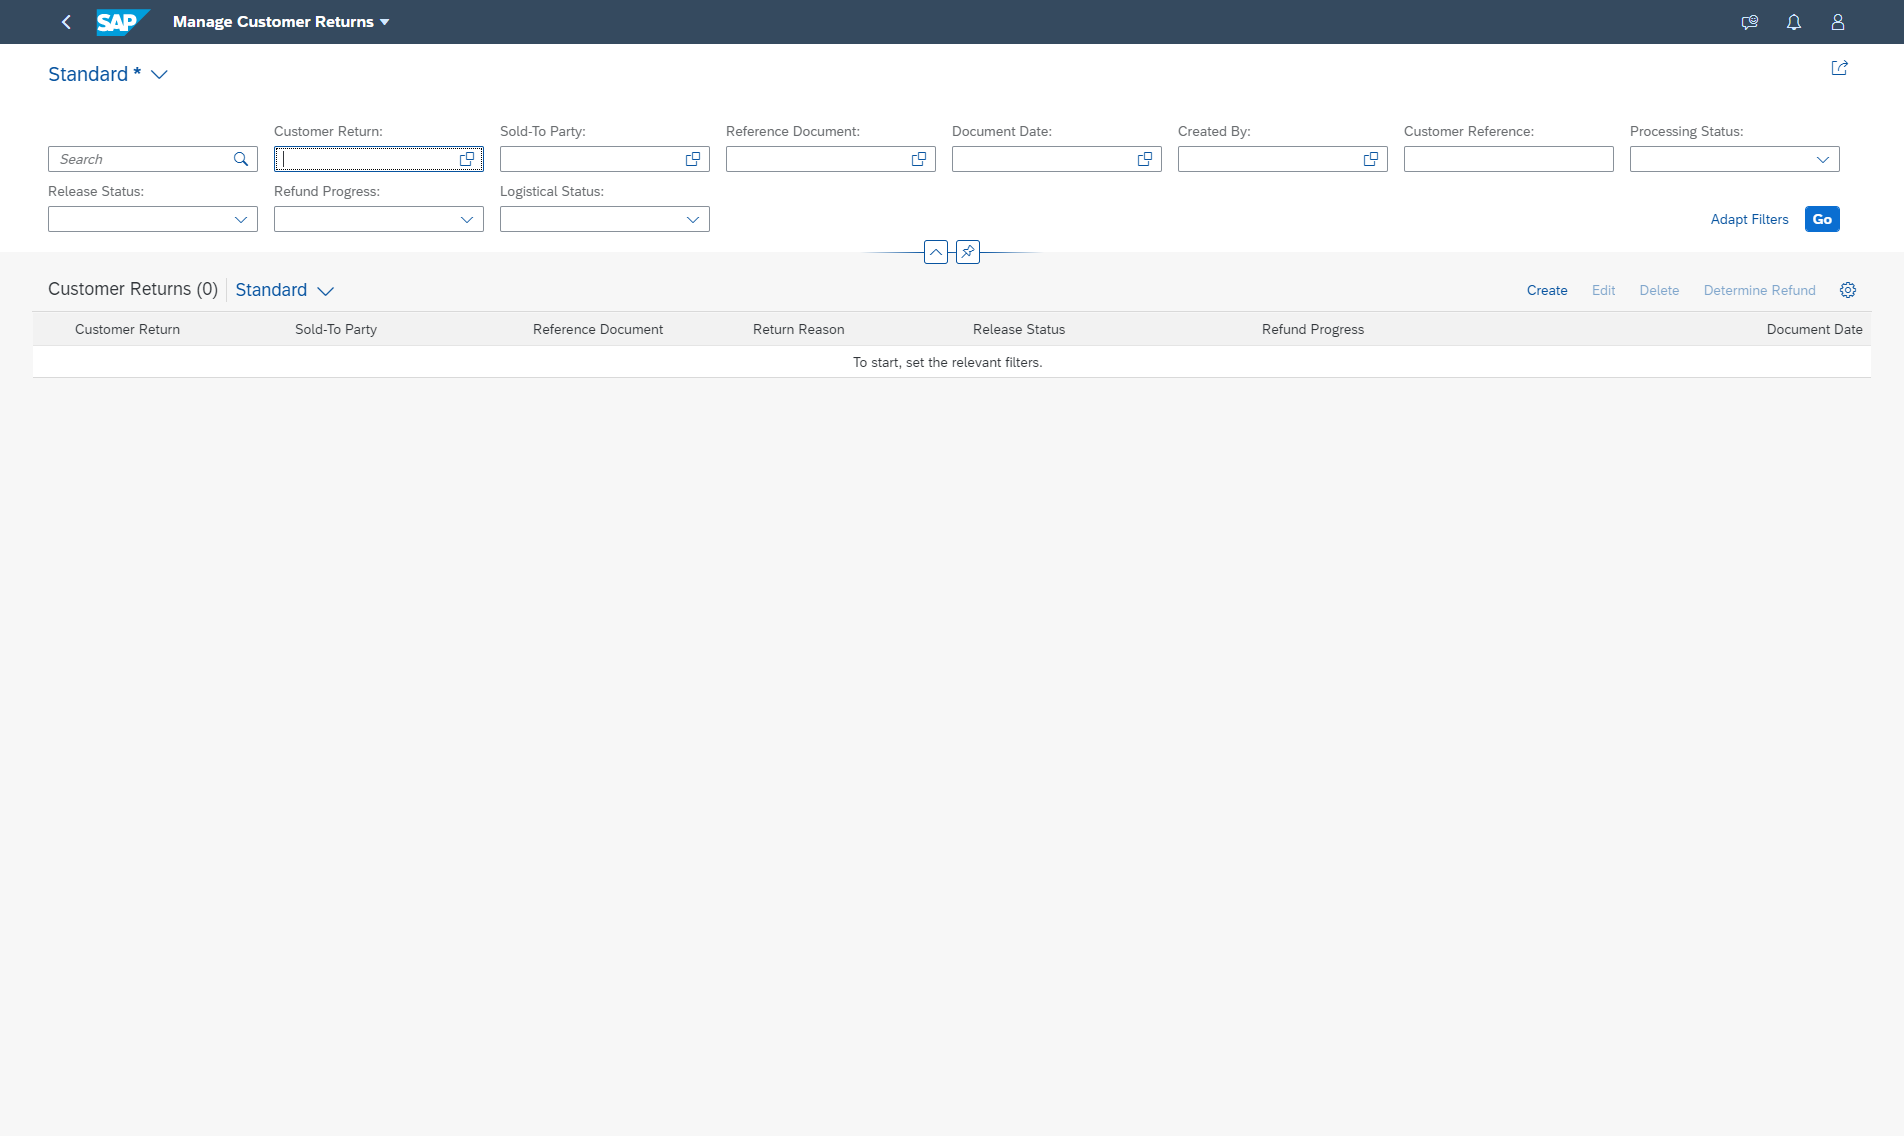 SAP Manage Customer Returns
Standard *
Customer Return: Sold-To Party: Reference Document: Document Date: Created By: Customer Reference: Processing Status:
Search
Release Status: Refund Progress: Logistical Status:
Adapt Filters Go
Customer Returns (0) Standard Create Edit Delete Determine Refund
Customer Return Sold-To Party Reference Document Return Reason Release Status Refund Progress Document Date
To start, set the relevant filters.